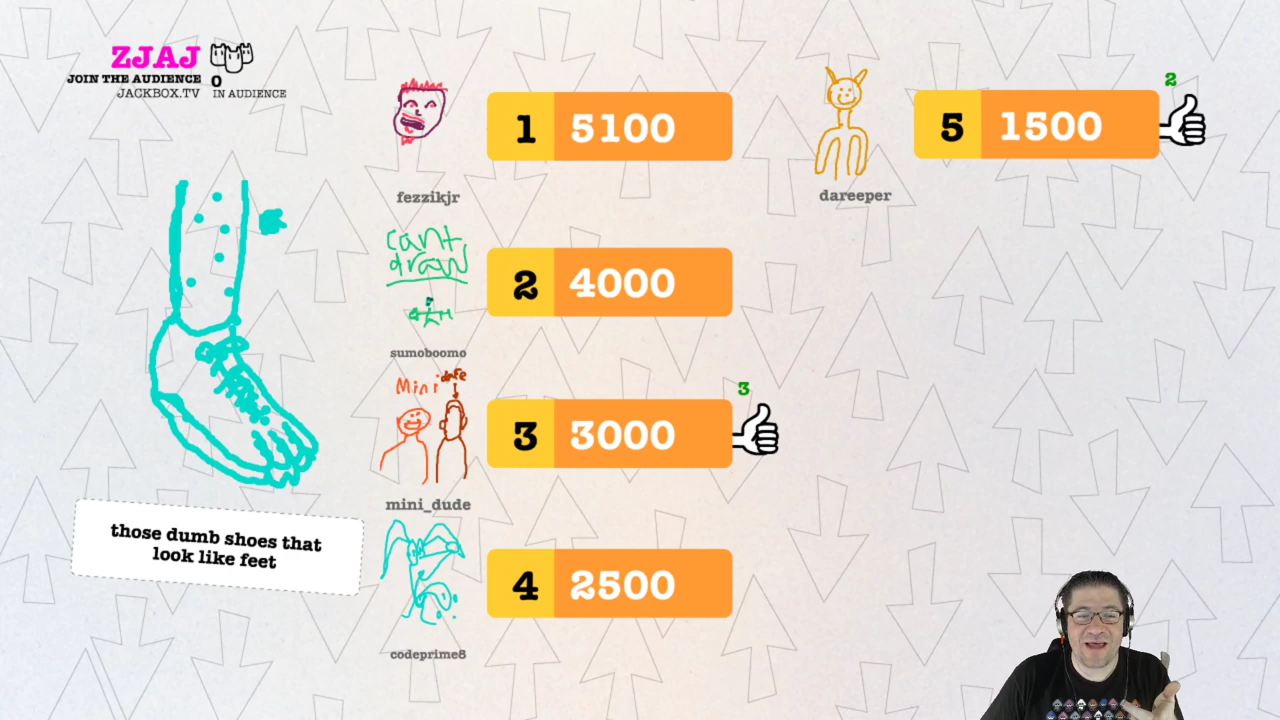 ZJAJ
JOIN THE AUDIENCE
JACKBOX.TV
0
IN AUDIENCE
those dumb shoes that
look like feet
1 5100
fezzikjr
cant
draw
2 4000
sumoboomo
Mini dude
3 3000
3
mini_dude
4 2500
codeprime8
5 1500
2
dareeper